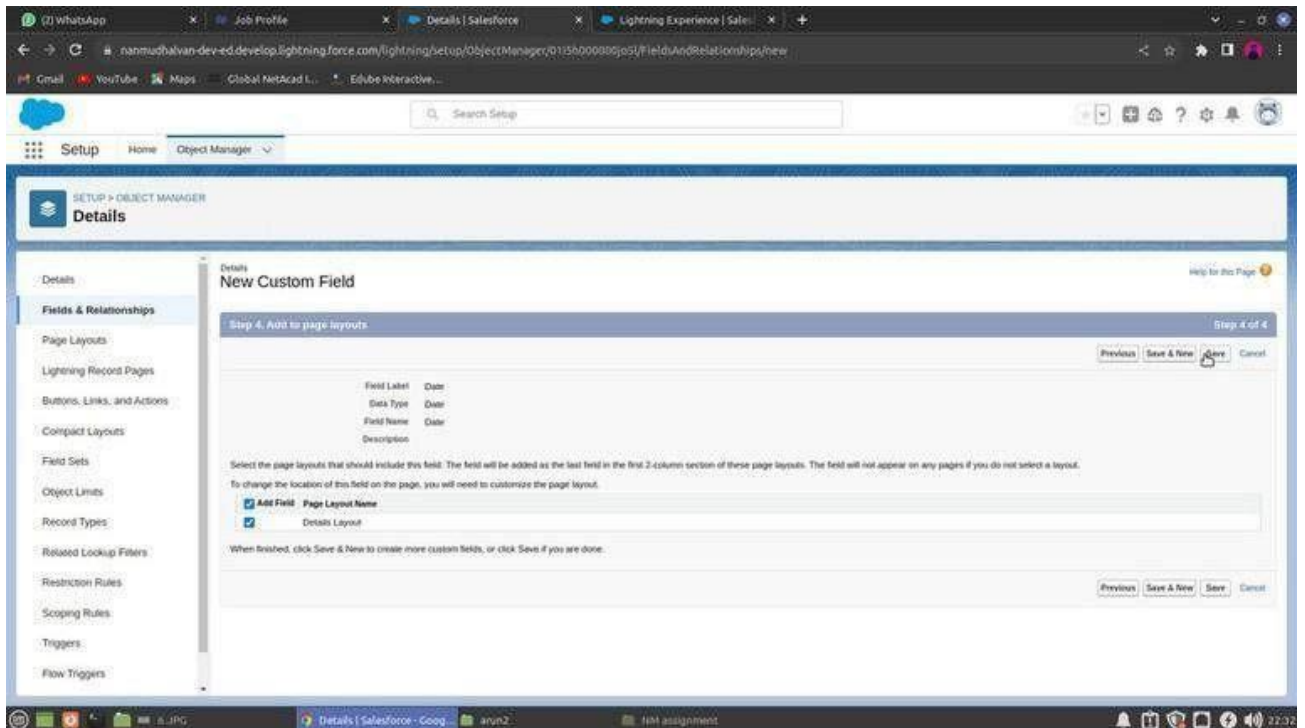 (2) WhatsApp
Job Profile
Details | Salesforce
Lightning Experience | Sales
nanmudhalvan-dev-ed.develop.lightning.force.com/lightning/setup/ObjectManager/
/FieldsAndRelationships/new
Gmail
YouTube
Maps
Global NetAcad L...
Edube Interactive...
Search Setup
Setup
Home
Object Manager
SETUP > OBJECT MANAGER
Details
Details
Fields & Relationships
Page Layouts
Lightning Record Pages
Buttons, Links, and Actions
Compact Layouts
Field Sets
Object Limits
Record Types
Related Lookup Filters
Restriction Rules
Scoping Rules
Triggers
Flow Triggers
Details
New Custom Field
Help for this Page
Step 4. Add to page layouts
Step 4 of 4
Previous Save & New Save Cancel
Field Label Date
Data Type Date
Field Name Date
Description
Select the page layouts that should include this field. The field will be added as the last field in the first 2-column section of these page layouts. The field will not appear on any pages if you do not select a layout.
To change the location of this field on the page, you will need to customize the page layout.
Add Field Page Layout Name
Details Layout
When finished, click Save & New to create more custom fields, or click Save if you are done.
Previous Save & New Save Cancel
6.JPG
Details | Salesforce - Goog...
arun2
NM assignment
22:32